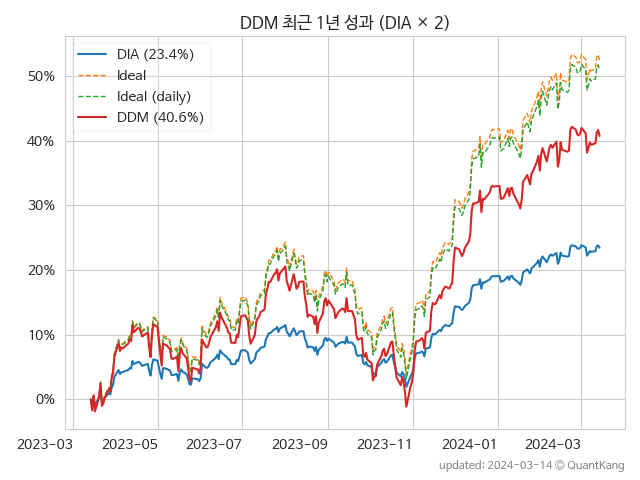 DDM 최근 1년 성과 (DIA × 2)
DIA (23.4%)
Ideal
Ideal (daily)
DDM (40.6%)
50%
40%
30%
20%
10%
0%
2023-03 2023-05 2023-07 2023-09 2023-11 2024-01 2024-03
updated: 2024-03-14 © QuantKang